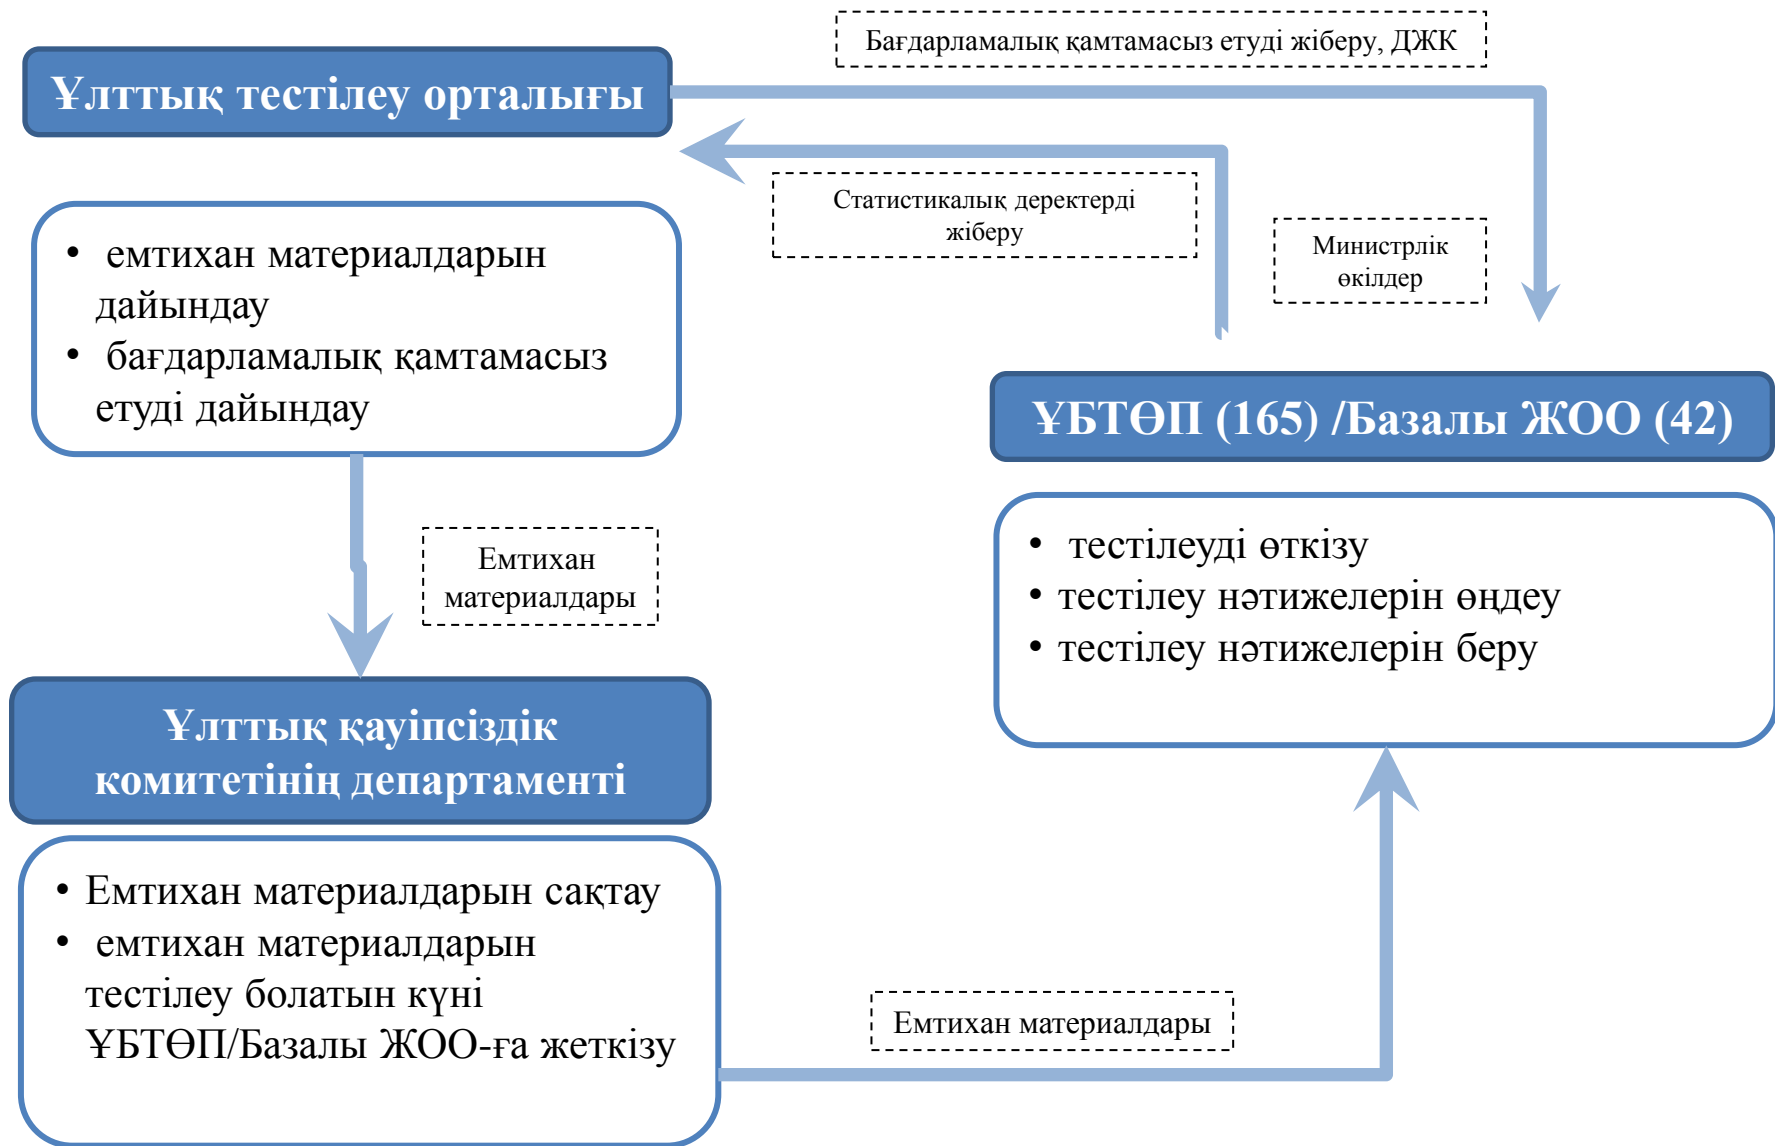 Бағдарламалық қамтамасыз етуді жіберу, ДЖК
Ұлттық тестілеу орталығы
Статистикалық деректерді
жіберу
Министрлік
өкілдер
• емтихан материалдарын
дайындау
• бағдарламалық қамтамасыз
етуді дайындау
ҰБТӨП (165) /Базалы ЖОО (42)
• тестілеуді өткізу
• тестілеу нәтижелерін өңдеу
• тестілеу нәтижелерін беру
Емтихан
материалдары
Ұлттық қауіпсіздік
комитетінің департаменті
• Емтихан материалдарын сақтау
• емтихан материалдарын
тестілеу болатын күні
ҰБТӨП/Базалы ЖОО-ға жеткізу
Емтихан материалдары